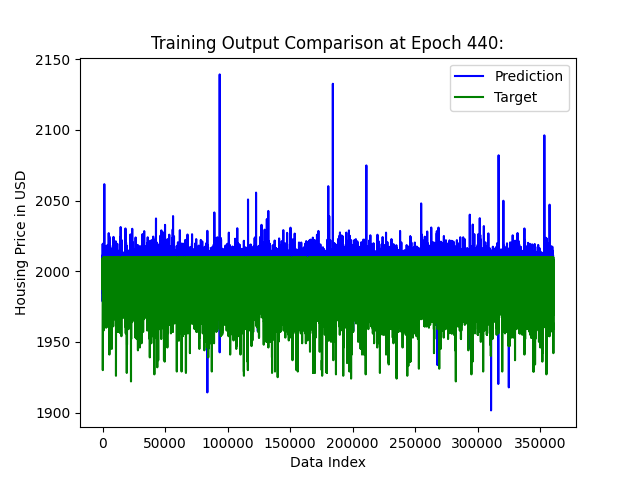 Training Output Comparison at Epoch 440:
Prediction
Target
2150
2100
2050
2000
1950
1900
Housing Price in USD
0
50000
100000
150000
200000
250000
300000
350000
Data Index